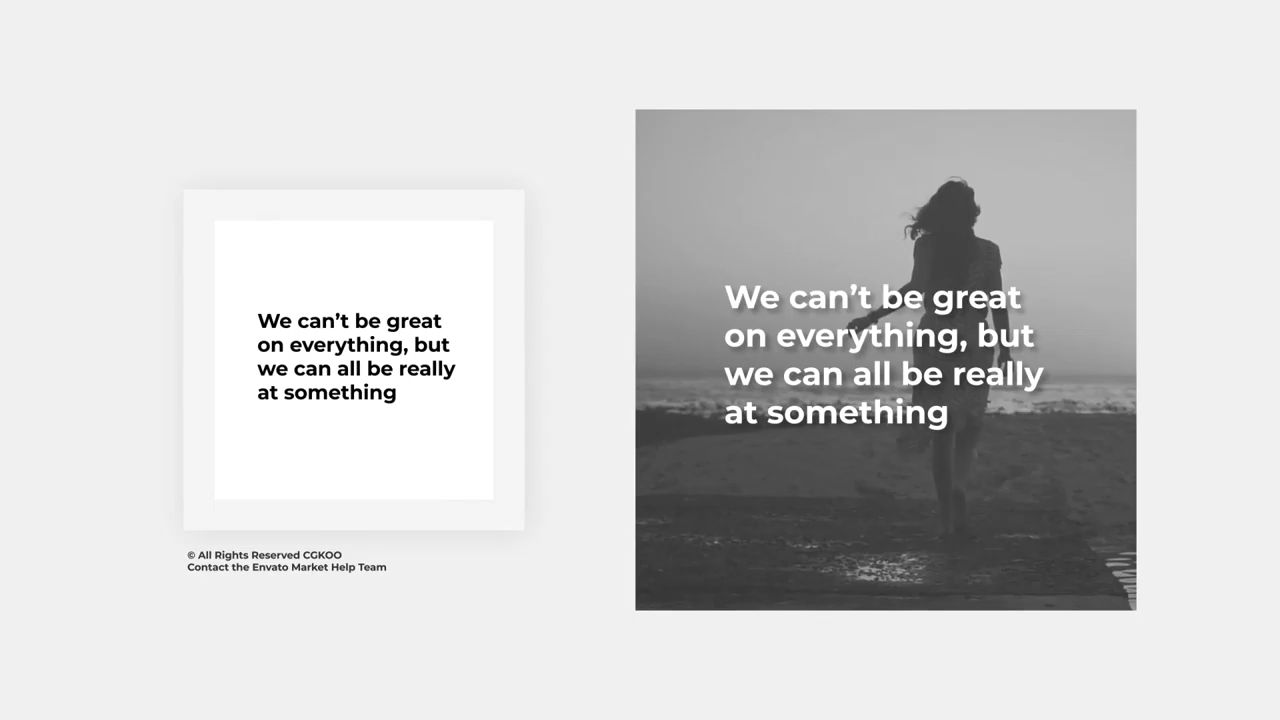 We can’t be great
on everything, but
we can all be really
at something
© All Rights Reserved CGKOO
Contact the Envato Market Help Team
We can’t be great
on everything, but
we can all be really
at something